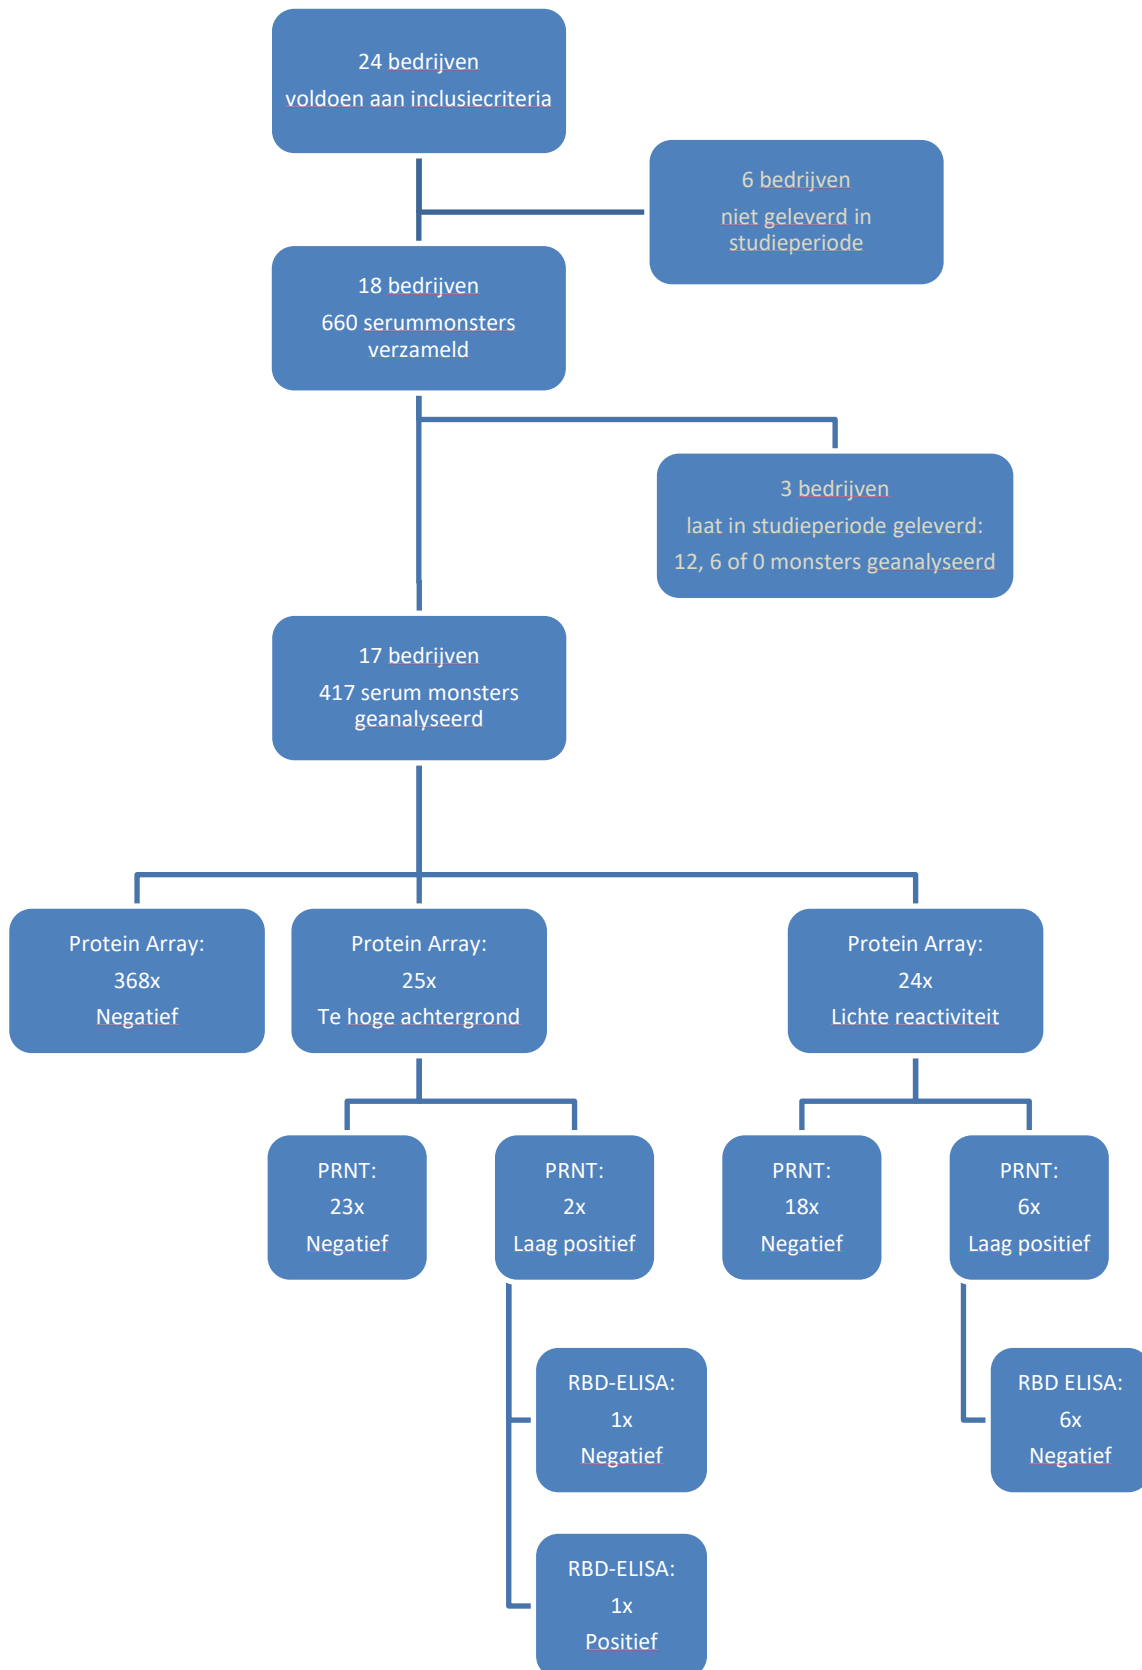 24 bedrijven
voldoen aan inclusiecriteria
6 bedrijven
niet geleverd in
studieperiode
18 bedrijven
660 serummonsters
verzameld
3 bedrijven
laat in studieperiode geleverd:
12, 6 of 0 monsters geanalyseerd
17 bedrijven
417 serum monsters
geanalyseerd
Protein Array:
368x
Negatief
Protein Array:
25x
Te hoge achtergrond
Protein Array:
24x
Lichte reactiviteit
PRNT:
23x
Negatief
PRNT:
2x
Laag positief
PRNT:
18x
Negatief
PRNT:
6x
Laag positief
RBD-ELISA:
1x
Negatief
RBD ELISA:
6x
Negatief
RBD-ELISA:
1x
Positief